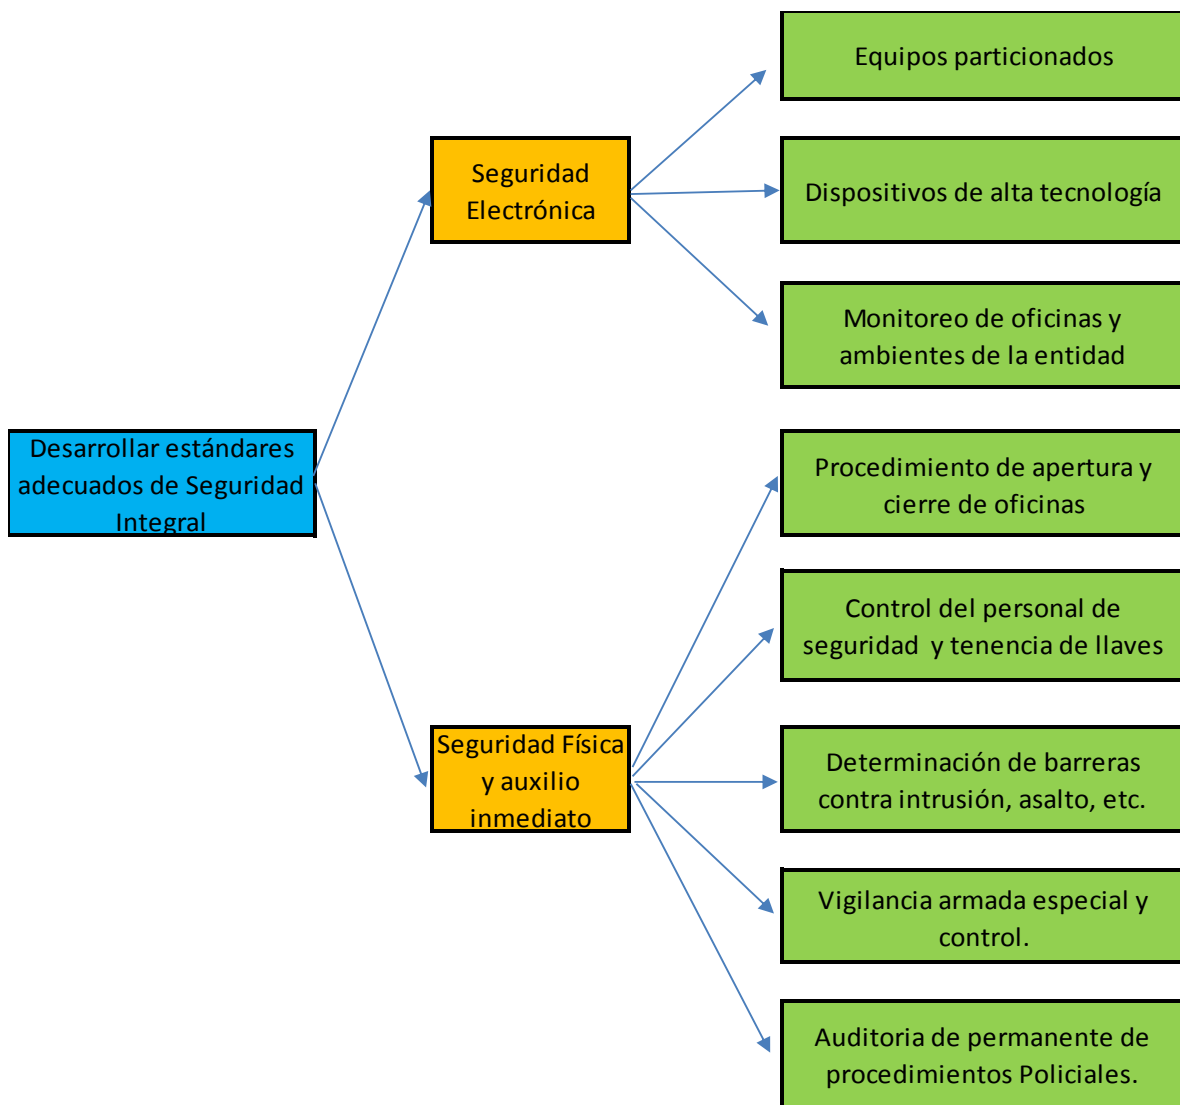 Equipos particionados
Seguridad
Electrónica
Dispositivos de alta tecnología
Monitoreo de oficinas y
ambientes de la entidad
Desarrollar estándares
adecuados de Seguridad
Integral
Procedimiento de apertura y
cierre de oficinas
Control del personal de
seguridad  y tenencia de llaves
Seguridad Física
y auxilio
inmediato
Determinación de barreras
contra intrusión, asalto, etc.
Vigilancia armada especial y
control.
Auditoria de permanente de
procedimientos Policiales.